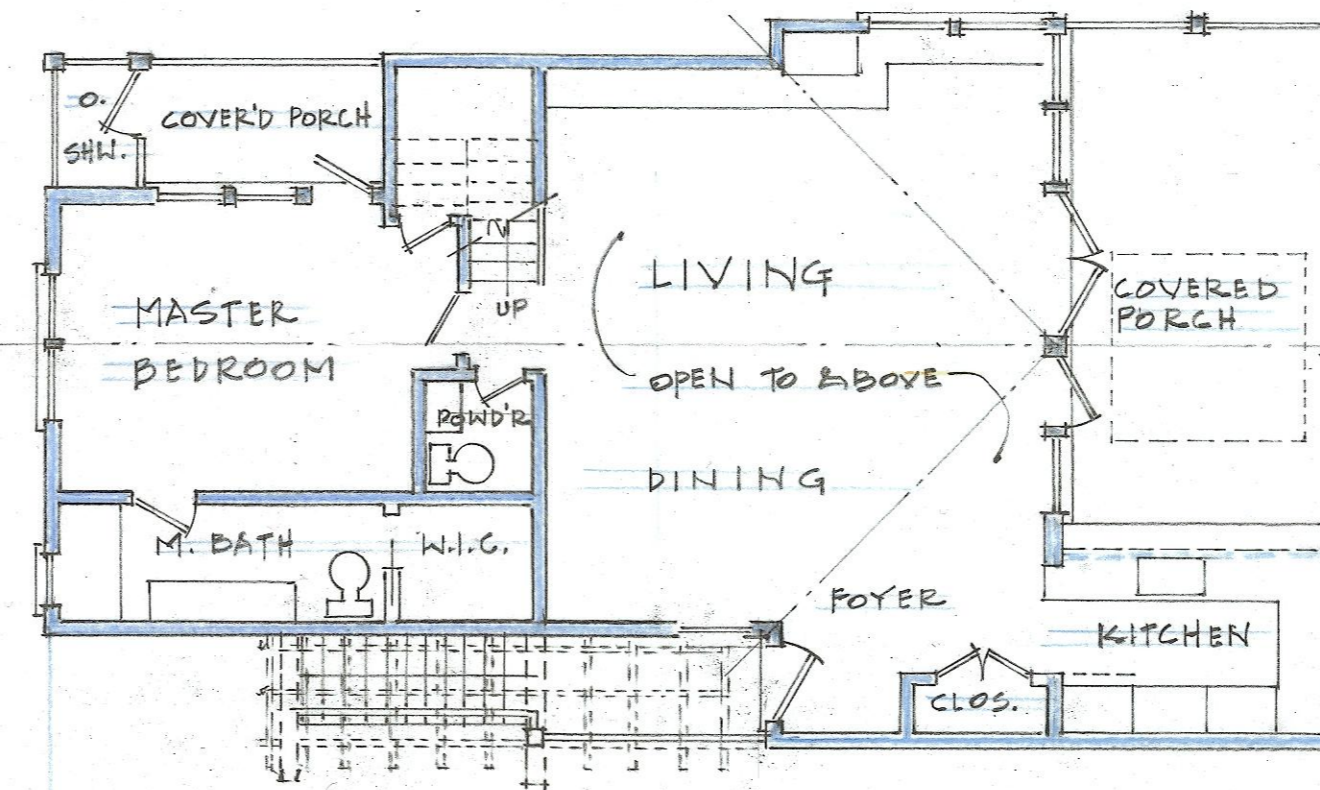 O.
SHW.
COVER'D PORCH
MASTER
BEDROOM
UP
LIVING
COVERED
PORCH
OPEN TO ABOVE
POWD'R
DINING
M. BATH
W.I.C.
FOYER
KITCHEN
CLOS.